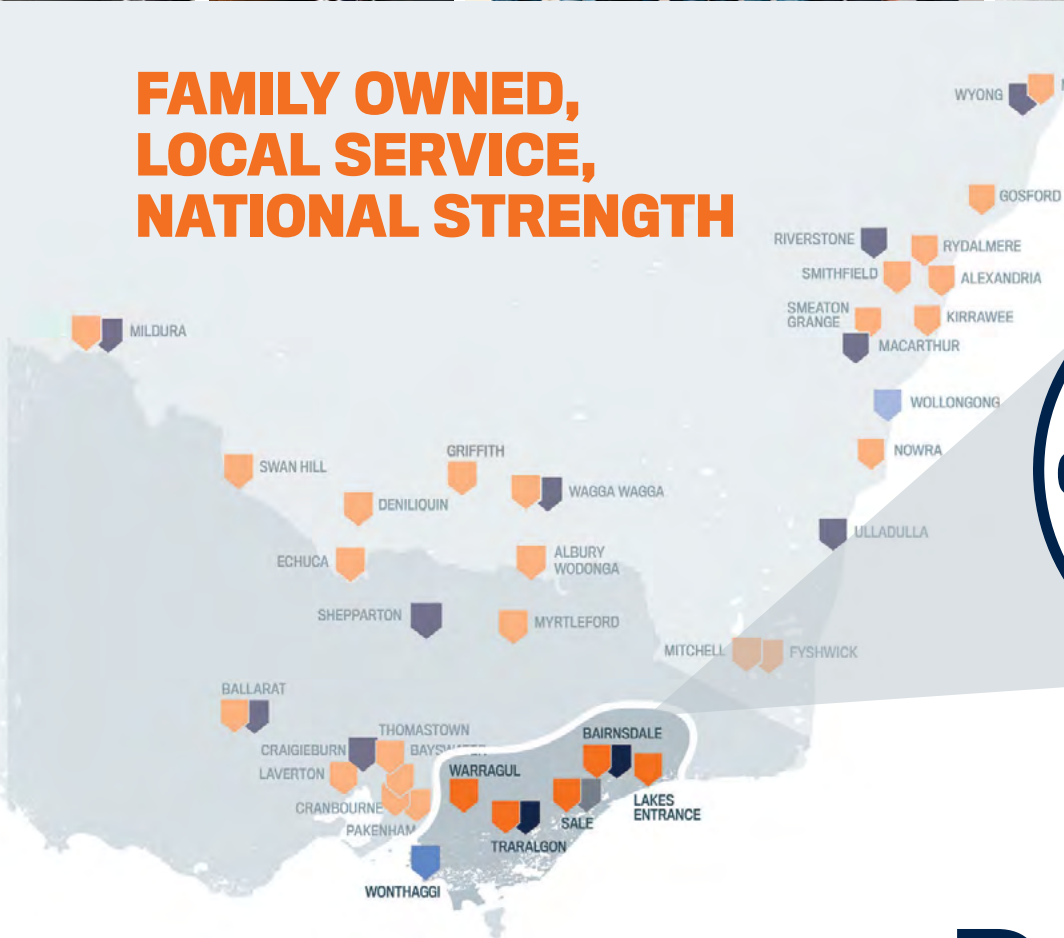 FAMILY OWNED,
LOCAL SERVICE,
NATIONAL STRENGTH
WYONG
GOSFORD
RIVERSTONE
RYDALMERE
SMITHFIELD
ALEXANDRIA
SMEATON
GRANGE
KIRRAWEE
MACARTHUR
MILDURA
WOLLONGONG
NOWRA
GRIFFITH
SWAN HILL
WAGGA WAGGA
DENILIQUIN
ULLADULLA
ECHUCA
ALBURY
WODONGA
SHEPPARTON
MYRTLEFORD
MITCHELL
FYSHWICK
BALLARAT
THOMASTOWN
BAIRNSDALE
CRAIGIEBURN
BAYSWATER
LAVERTON
WARRAGUL
CRANBOURNE
LAKES
ENTRANCE
SALE
PAKENHAM
TRARALGON
WONTHAGGI